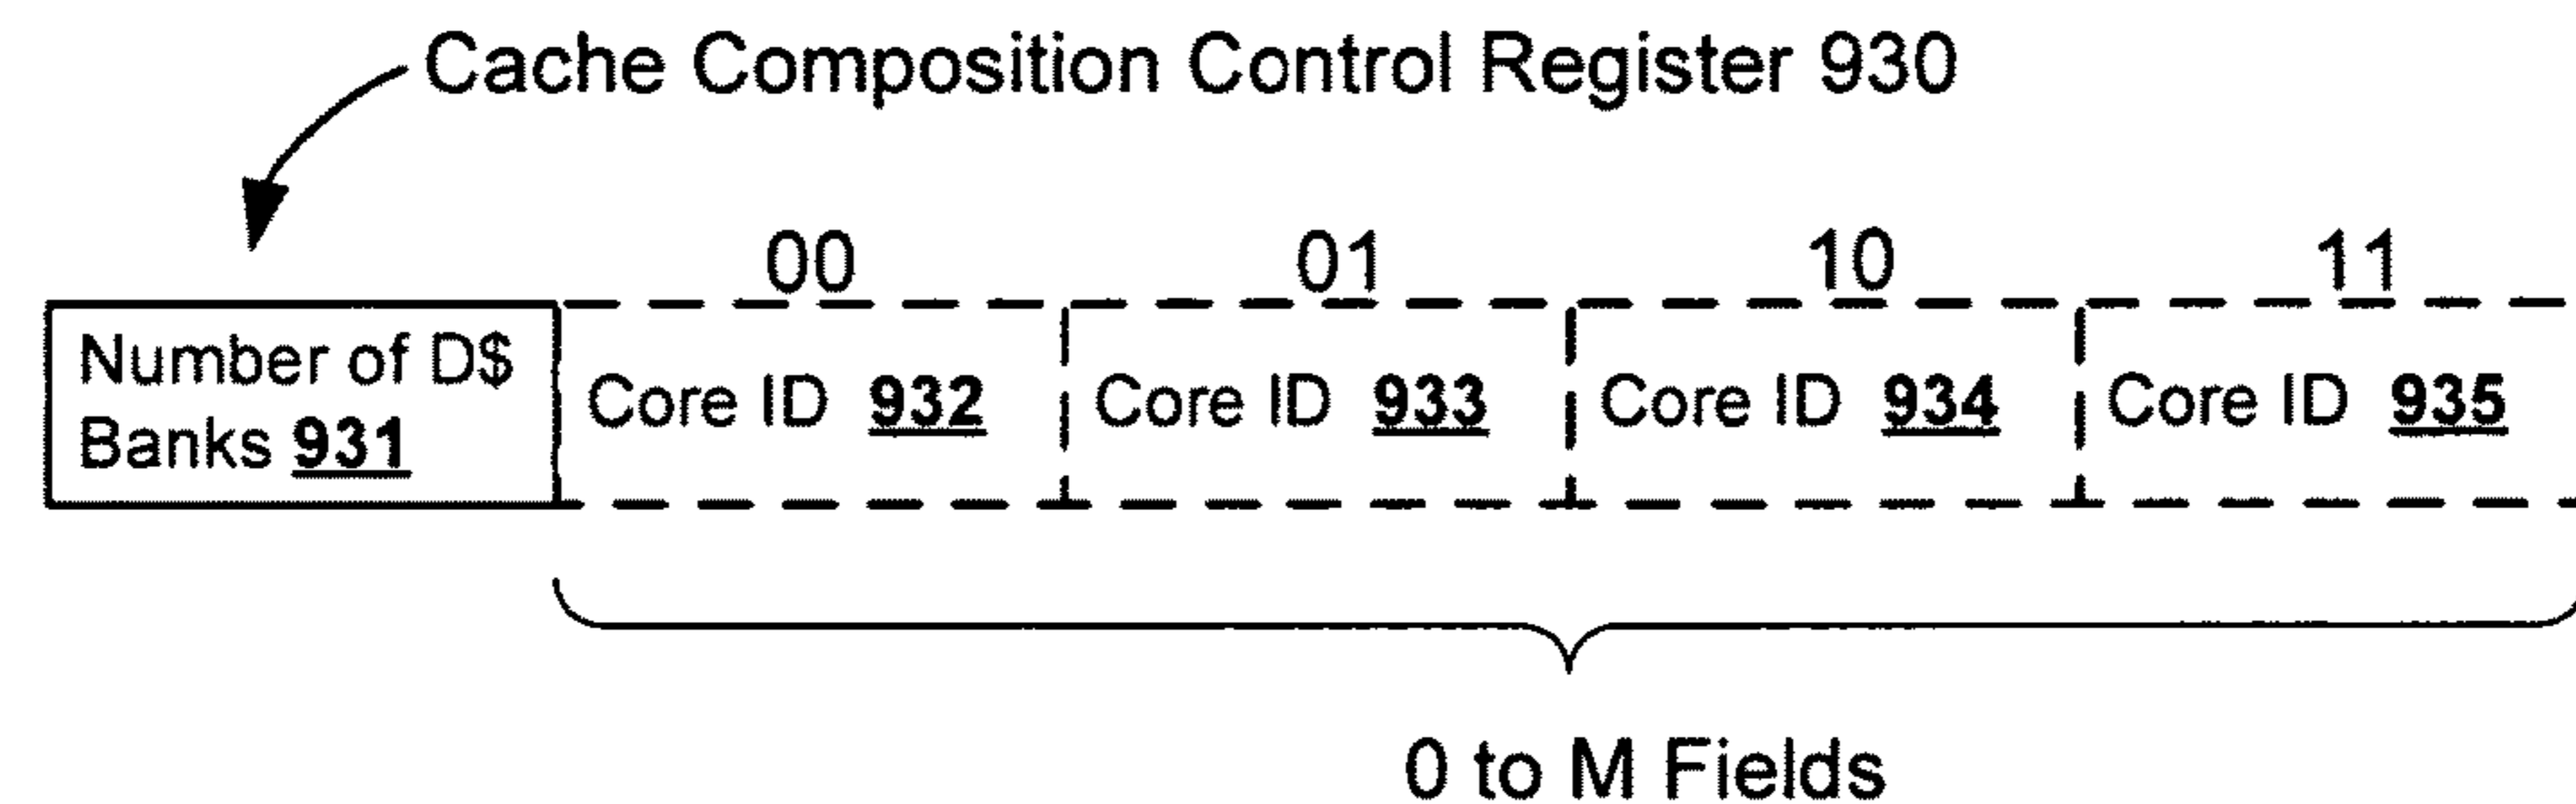 Cache Composition Control Register 930
00 01 10 11
Number of D$
Banks 931
Core ID 932 Core ID 933 Core ID 934 Core ID 935
0 to M Fields